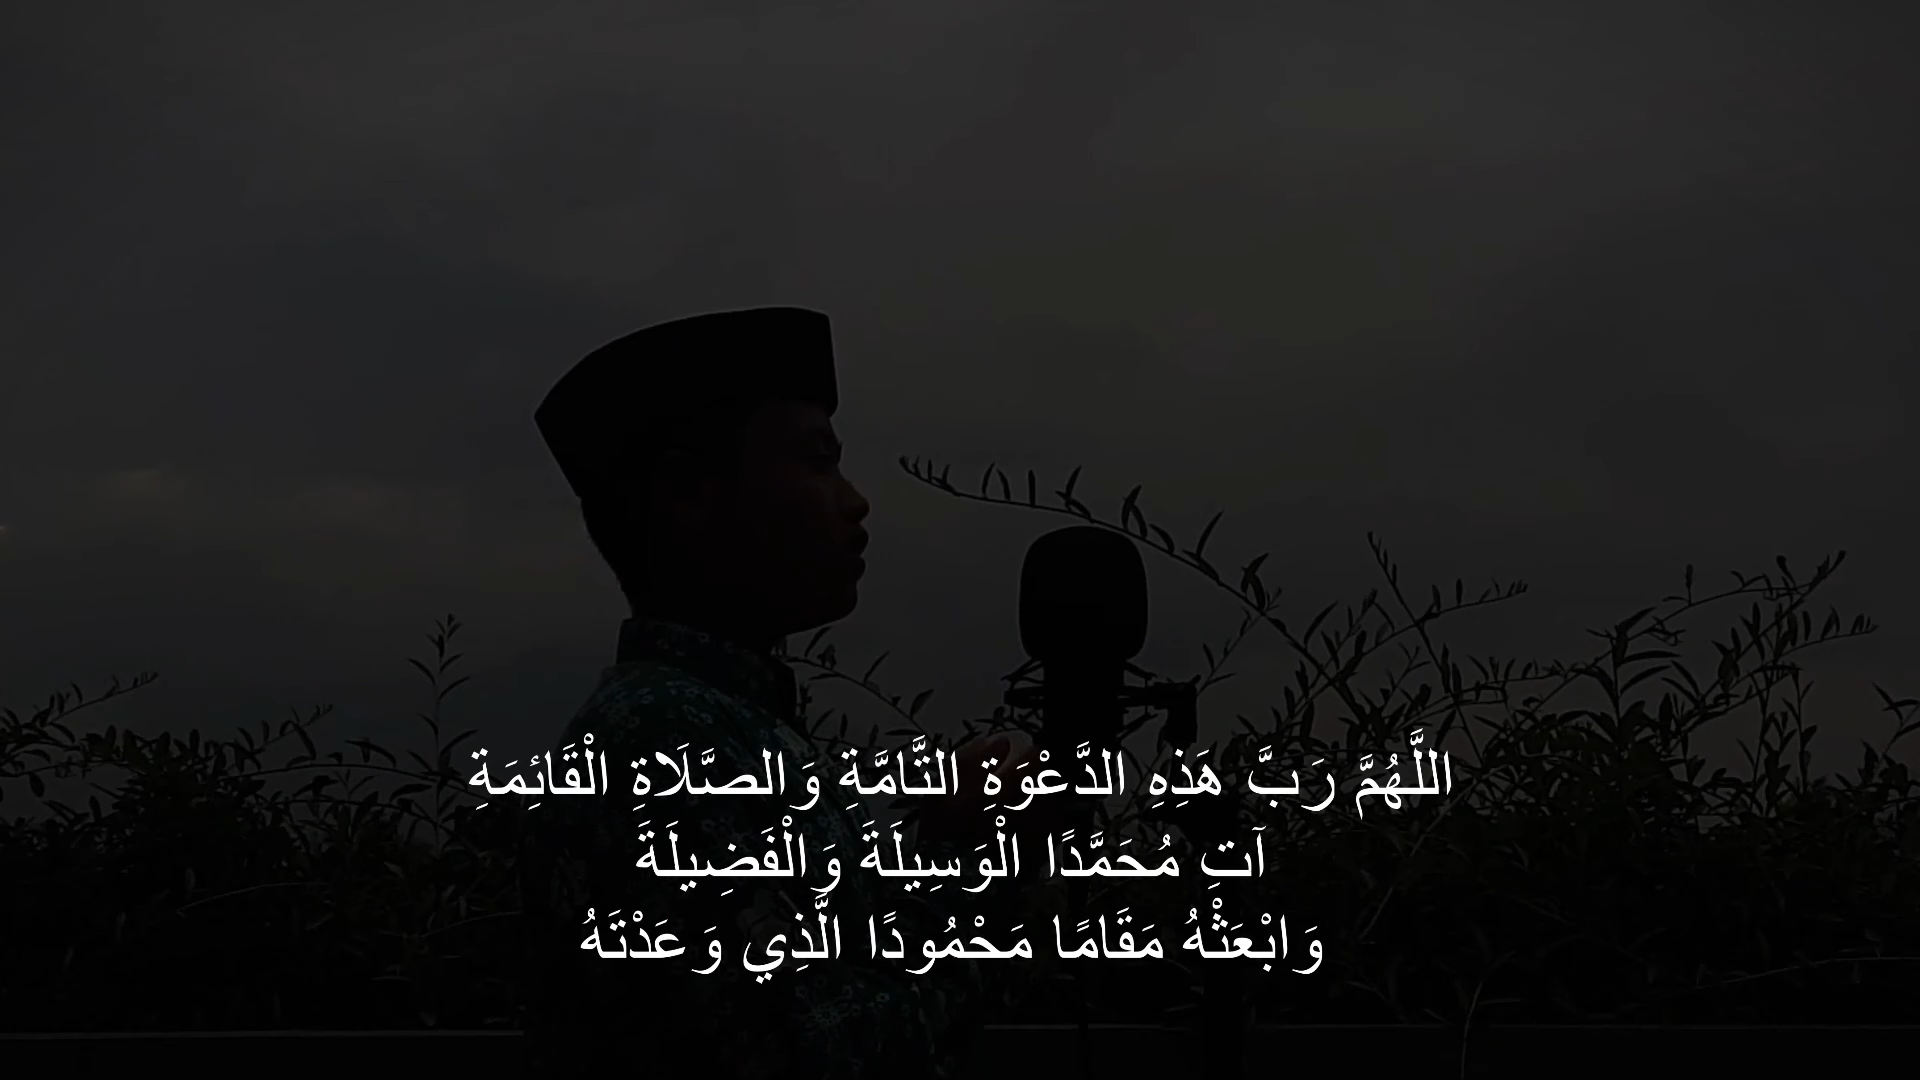 اللَّهُمَّ رَبَّ هَذِهِ الدَّعْوَةِ التَّامَّةِ وَالصَّلَاةِ الْقَائِمَةِ
آتِ مُحَمَّدًا الْوَسِيلَةَ وَالْفَضِيلَةَ
وَابْعَثْهُ مَقَامًا مَحْمُودًا الَّذِي وَعَدْتَهُ